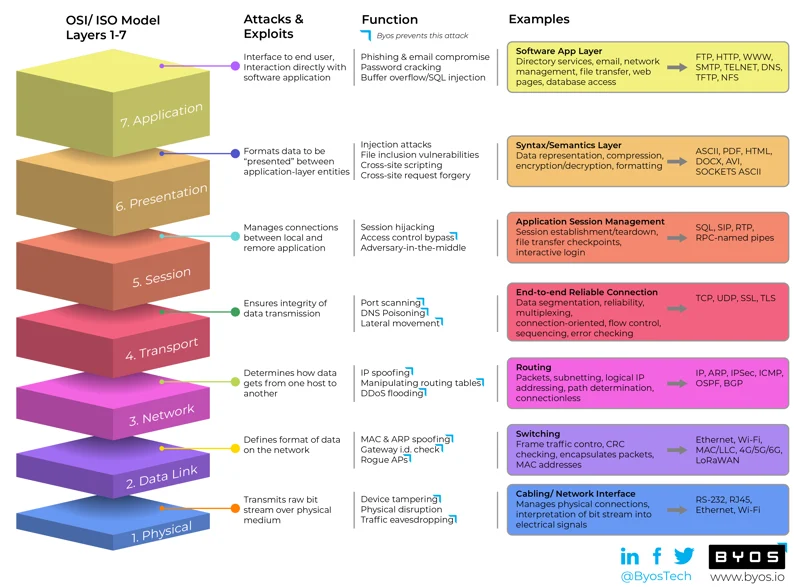 OSI/ ISO Model
Layers 1-7
Attacks &
Exploits
Function
Byos prevents this attack
Examples
7. Application
Interface to end user,
Interaction directly with
software application
Phishing & email compromise
Password cracking
Buffer overflow/SQL injection
Software App Layer
Directory services, email, network
management, file transfer, web
pages, database access
FTP, HTTP, WWW,
SMTP, TELNET, DNS,
TFTP, NFS
6. Presentation
Formats data to be
“presented” between
application-layer entities
Injection attacks
File inclusion vulnerabilities
Cross-site scripting
Cross-site request forgery
Syntax/Semantics Layer
Data representation, compression,
encryption/decryption, formatting
ASCII, PDF, HTML,
DOCX, AVI,
SOCKETS ASCII
5. Session
Manages connections
between local and
remore application
Session hijacking
Access control bypass
Adversary-in-the-middle
Application Session Management
Session establishment/teardown,
file transfer checkpoints,
interactive login
SQL, SIP, RTP,
RPC-named pipes
4. Transport
Ensures integrity of
data transmission
Port scanning
DNS Poisoning
Lateral movement
End-to-end Reliable Connection
Data segmentation, reliability,
multiplexing,
connection-oriented, flow control,
sequencing, error checking
TCP, UDP, SSL, TLS
3. Network
Determines how data
gets from one host to
another
IP spoofing
Manipulating routing tables
DDoS flooding
Routing
Packets, subnetting, logical IP
addressing, path determination,
connectionless
IP, ARP, IPSec, ICMP,
OSPF, BGP
2. Data Link
Defines format of data
on the network
MAC & ARP spoofing
Gateway i.d. check
Rogue APs
Switching
Frame traffic contro, CRC
checking, encapsulates packets,
MAC addresses
Ethernet, Wi-Fi,
MAC/LLC, 4G/5G/6G,
LoRaWAN
1. Physical
Transmits raw bit
stream over physical
medium
Device tampering
Physical disruption
Traffic eavesdropping
Cabling/ Network Interface
Manages physical connections,
interpretation of bit stream into
electrical signals
RS-232, RJ45,
Ethernet, Wi-Fi
in f
BYOS
@ByosTech
www.byos.io